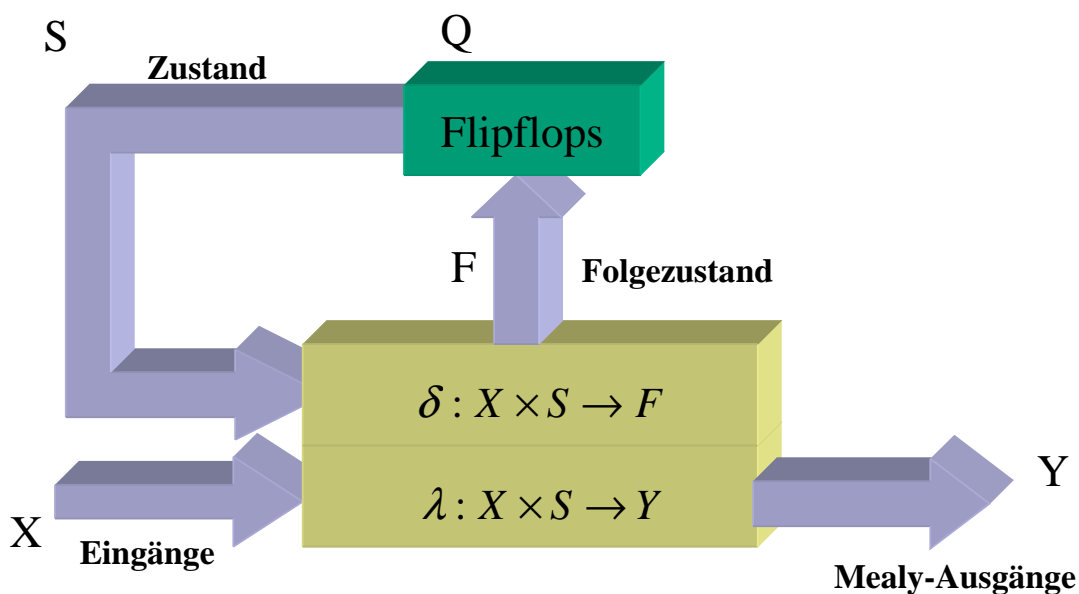 S
Q
Zustand
Flipflops
F
Folgezustand
δ : X × S → F
λ : X × S → Y
X
Eingänge
Y
Mealy-Ausgänge